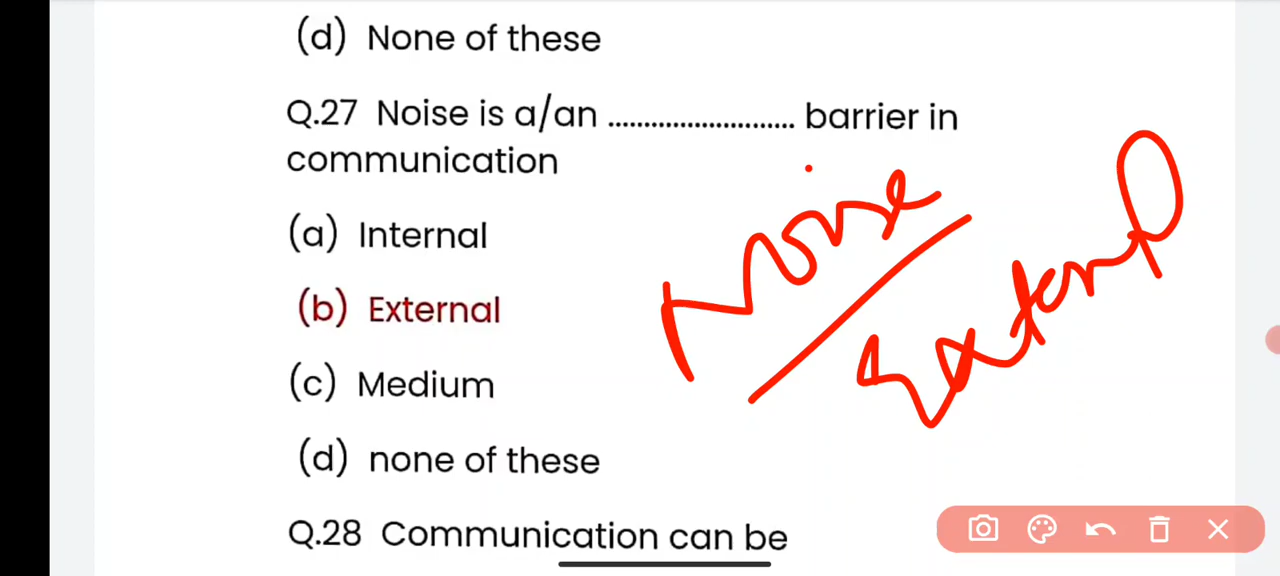 (d) None of these
Q.27 Noise is a/an .......................... barrier in
communication
(a) Internal
(b) External
(c) Medium
(d) none of these
Q.28 Communication can be
Noise
External